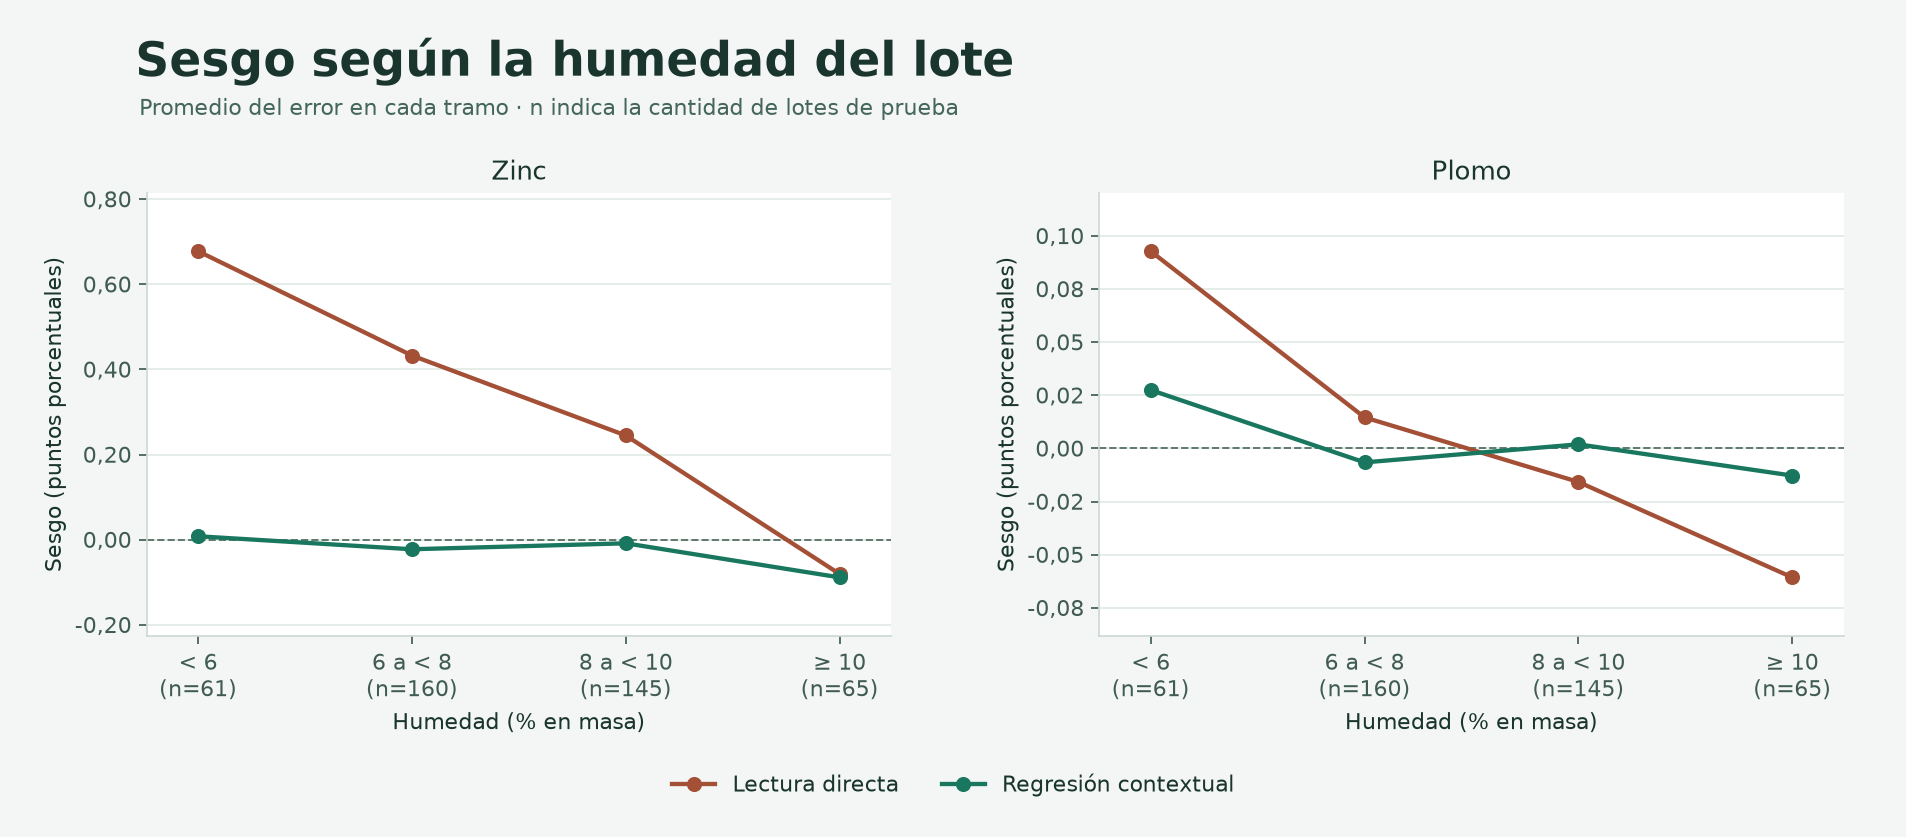 Sesgo según la humedad del lote
Promedio del error en cada tramo · n indica la cantidad de lotes de prueba
Zinc
Sesgo (puntos porcentuales)
0,80
0,60
0,40
0,20
0,00
-0,20
< 6
(n=61)
6 a < 8
(n=160)
8 a < 10
(n=145)
≥ 10
(n=65)
Humedad (% en masa)
Plomo
Sesgo (puntos porcentuales)
0,10
0,08
0,05
0,02
0,00
-0,02
-0,05
-0,08
< 6
(n=61)
6 a < 8
(n=160)
8 a < 10
(n=145)
≥ 10
(n=65)
Humedad (% en masa)
Lectura directa
Regresión contextual